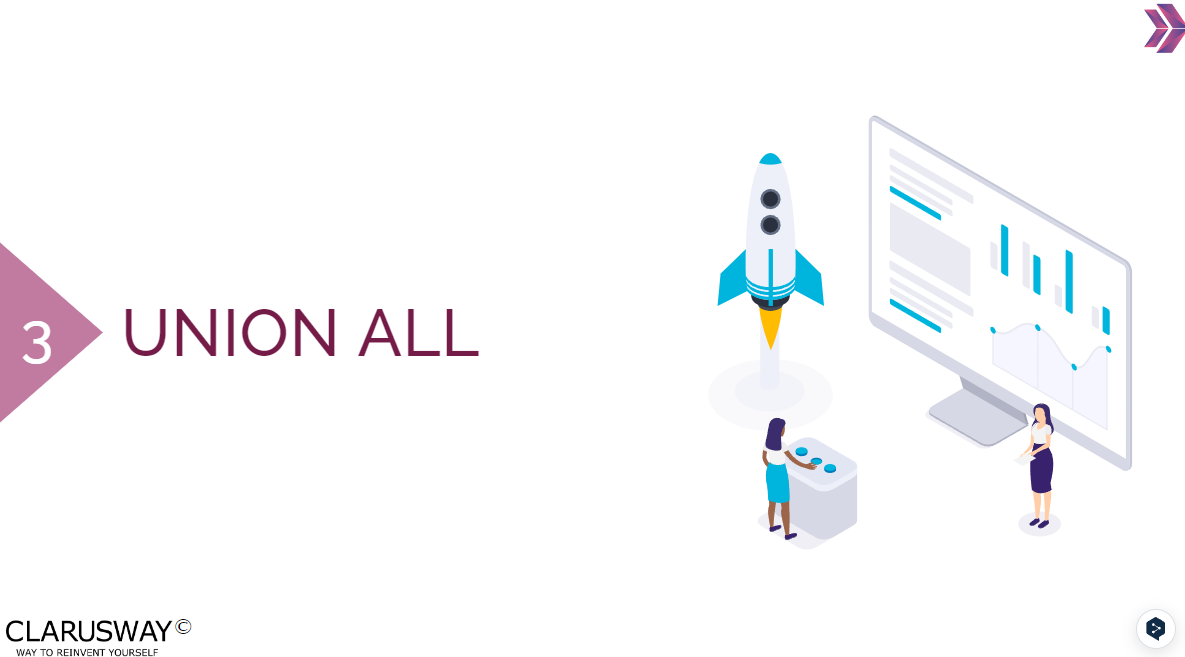 3
UNION ALL
CLARUSWAY©
WAY TO REINVENT YOURSELF